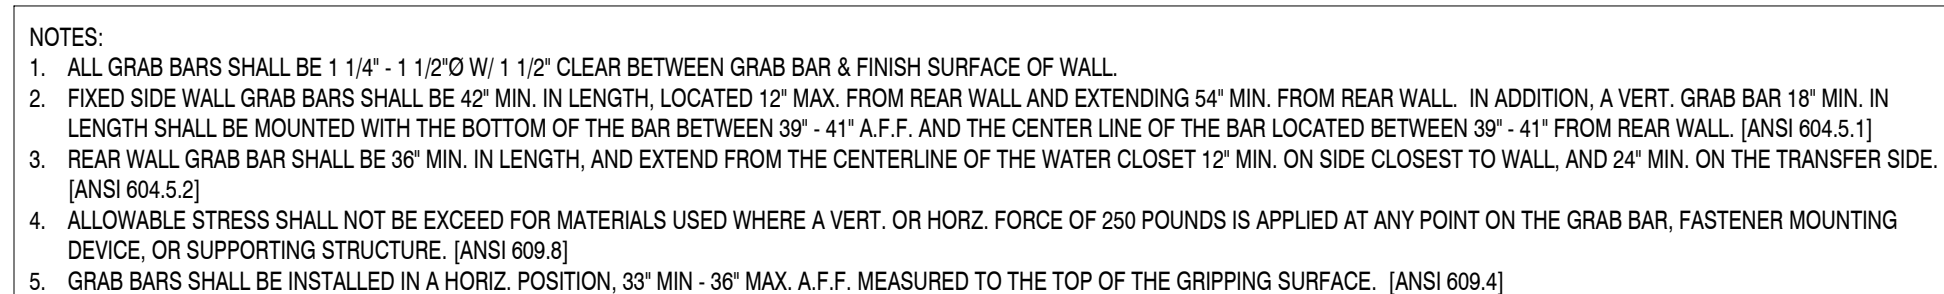 NOTES:
1. ALL GRAB BARS SHALL BE 1 1/4" - 1 1/2"Ø W/ 1 1/2" CLEAR BETWEEN GRAB BAR & FINISH SURFACE OF WALL.
2. FIXED SIDE WALL GRAB BARS SHALL BE 42" MIN. IN LENGTH, LOCATED 12" MAX. FROM REAR WALL AND EXTENDING 54" MIN. FROM REAR WALL. IN ADDITION, A VERT. GRAB BAR 18" MIN. IN
LENGTH SHALL BE MOUNTED WITH THE BOTTOM OF THE BAR BETWEEN 39" - 41" A.F.F. AND THE CENTER LINE OF THE BAR LOCATED BETWEEN 39" - 41" FROM REAR WALL. [ANSI 604.5.1]
3. REAR WALL GRAB BAR SHALL BE 36" MIN. IN LENGTH, AND EXTEND FROM THE CENTERLINE OF THE WATER CLOSET 12" MIN. ON SIDE CLOSEST TO WALL, AND 24" MIN. ON THE TRANSFER SIDE.
[ANSI 604.5.2]
4. ALLOWABLE STRESS SHALL NOT BE EXCEED FOR MATERIALS USED WHERE A VERT. OR HORZ. FORCE OF 250 POUNDS IS APPLIED AT ANY POINT ON THE GRAB BAR, FASTENER MOUNTING
DEVICE, OR SUPPORTING STRUCTURE. [ANSI 609.8]
5. GRAB BARS SHALL BE INSTALLED IN A HORIZ. POSITION, 33" MIN - 36" MAX. A.F.F. MEASURED TO THE TOP OF THE GRIPPING SURFACE. [ANSI 609.4]